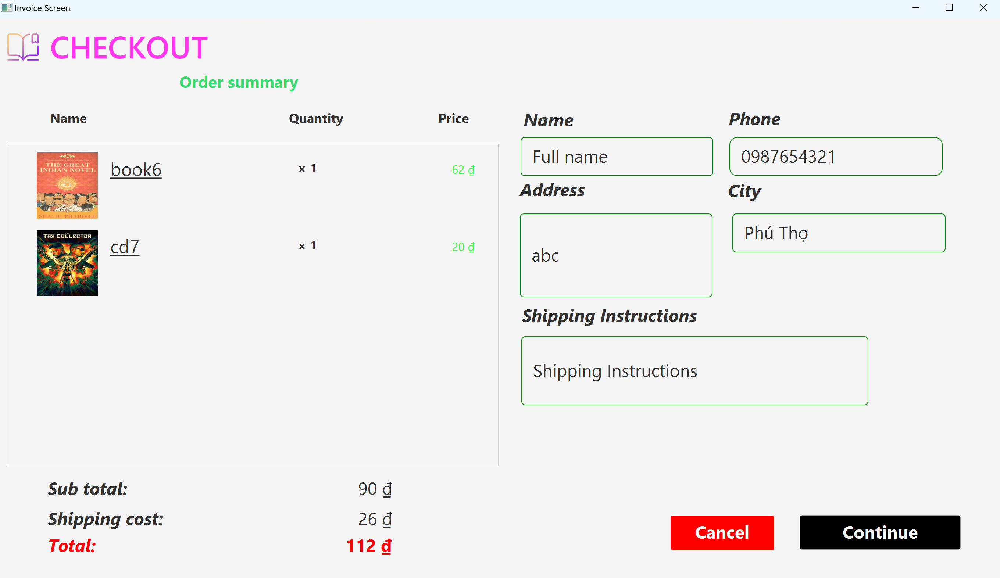 Invoice Screen
CHECKOUT
Order summary
Name Quantity Price
THE GREAT
INDIAN NOVEL
SHASHI THAROOR
book6 x 1 62 ₫
THE
TAX COLLECTOR
cd7 x 1 20 ₫
Sub total: 90 ₫
Shipping cost: 26 ₫
Total: 112 ₫
Name Phone
Full name 0987654321
Address City
abc Phú Thọ
Shipping Instructions
Shipping Instructions
Cancel Continue